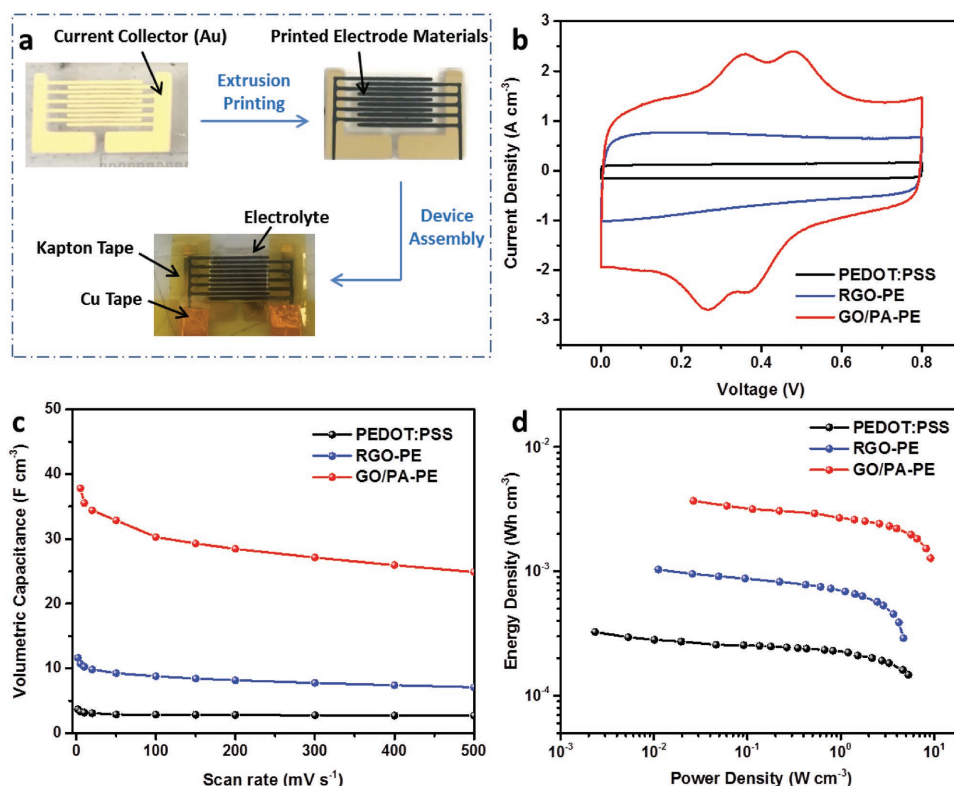 a
Current Collector (Au)
Printed Electrode Materials
Extrusion
Printing
Device
Assembly
Electrolyte
Kapton Tape
Cu Tape
b
Current Density (A cm⁻³)
3
2
1
0
-1
-2
-3
PEDOT:PSS
RGO-PE
GO/PA-PE
0.0 0.2 0.4 0.6 0.8
Voltage (V)
c
Volumetric Capacitance (F cm⁻³)
50
40
30
20
10
0
PEDOT:PSS
RGO-PE
GO/PA-PE
0 100 200 300 400 500
Scan rate (mV s⁻¹)
d
Energy Density (Wh cm⁻³)
10⁻²
10⁻³
10⁻⁴
PEDOT:PSS
RGO-PE
GO/PA-PE
10⁻³ 10⁻² 10⁻¹ 10⁰ 10¹
Power Density (W cm⁻³)